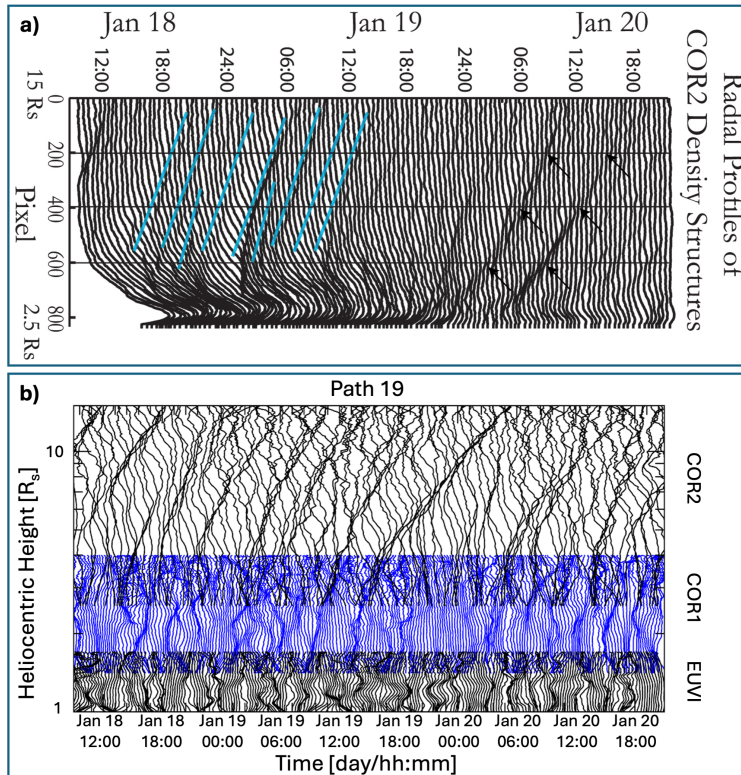 a)
Jan 18 Jan 19 Jan 20
12:00 18:00 24:00 06:00 12:00 18:00 24:00 06:00 12:00 18:00
15 Rs
Pixel
2.5 Rs
0
200
400
600
800
Radial Profiles of
COR2 Density Structures
b)
Path 19
Heliocentric Height [Rs]
10
1
COR2
COR1
EUVI
Jan 18 Jan 18 Jan 19 Jan 19 Jan 19 Jan 19 Jan 20 Jan 20 Jan 20 Jan 20
12:00 18:00 00:00 06:00 12:00 18:00 00:00 06:00 12:00 18:00
Time [day/hh:mm]